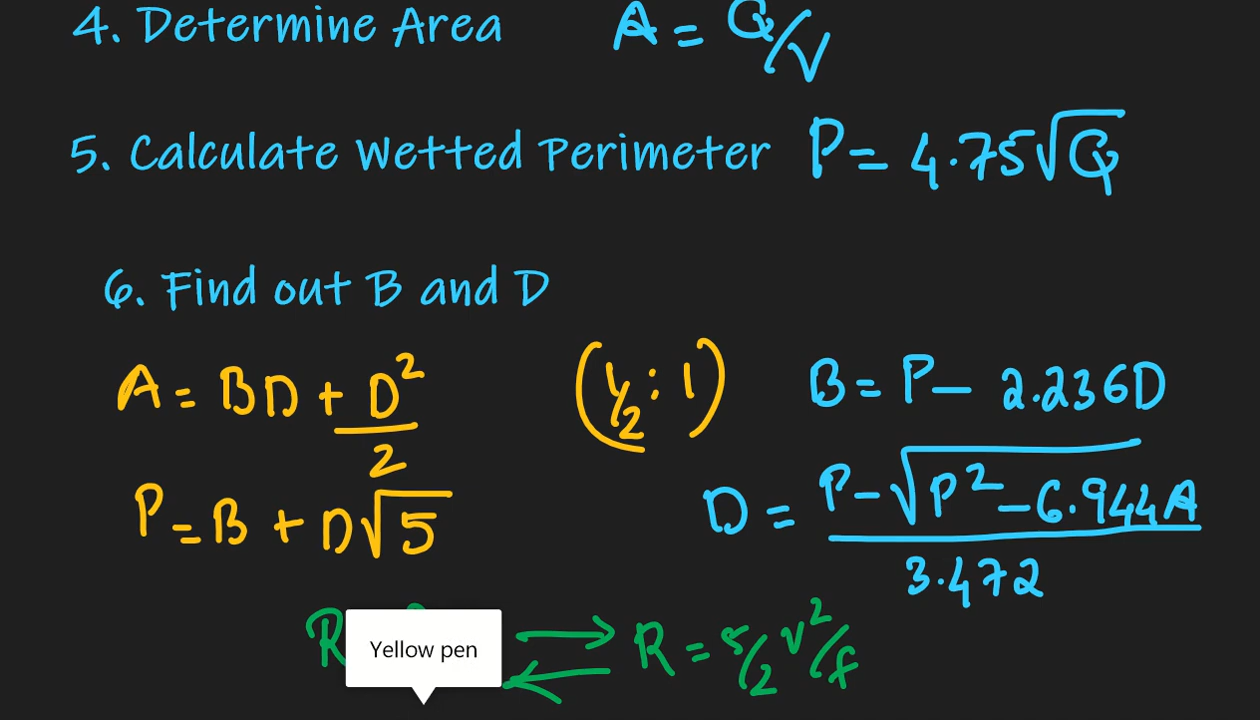 4. Determine Area A = Q/V
5. Calculate Wetted Perimeter P = 4.75√Q
6. Find out B and D
A = BD + D²/2 (1/2 : 1) B = P - 2.236D
P = B + D√5 D = (P - √P² - 6.944A)/3.472
R R = 5/2 V²/f
Yellow pen